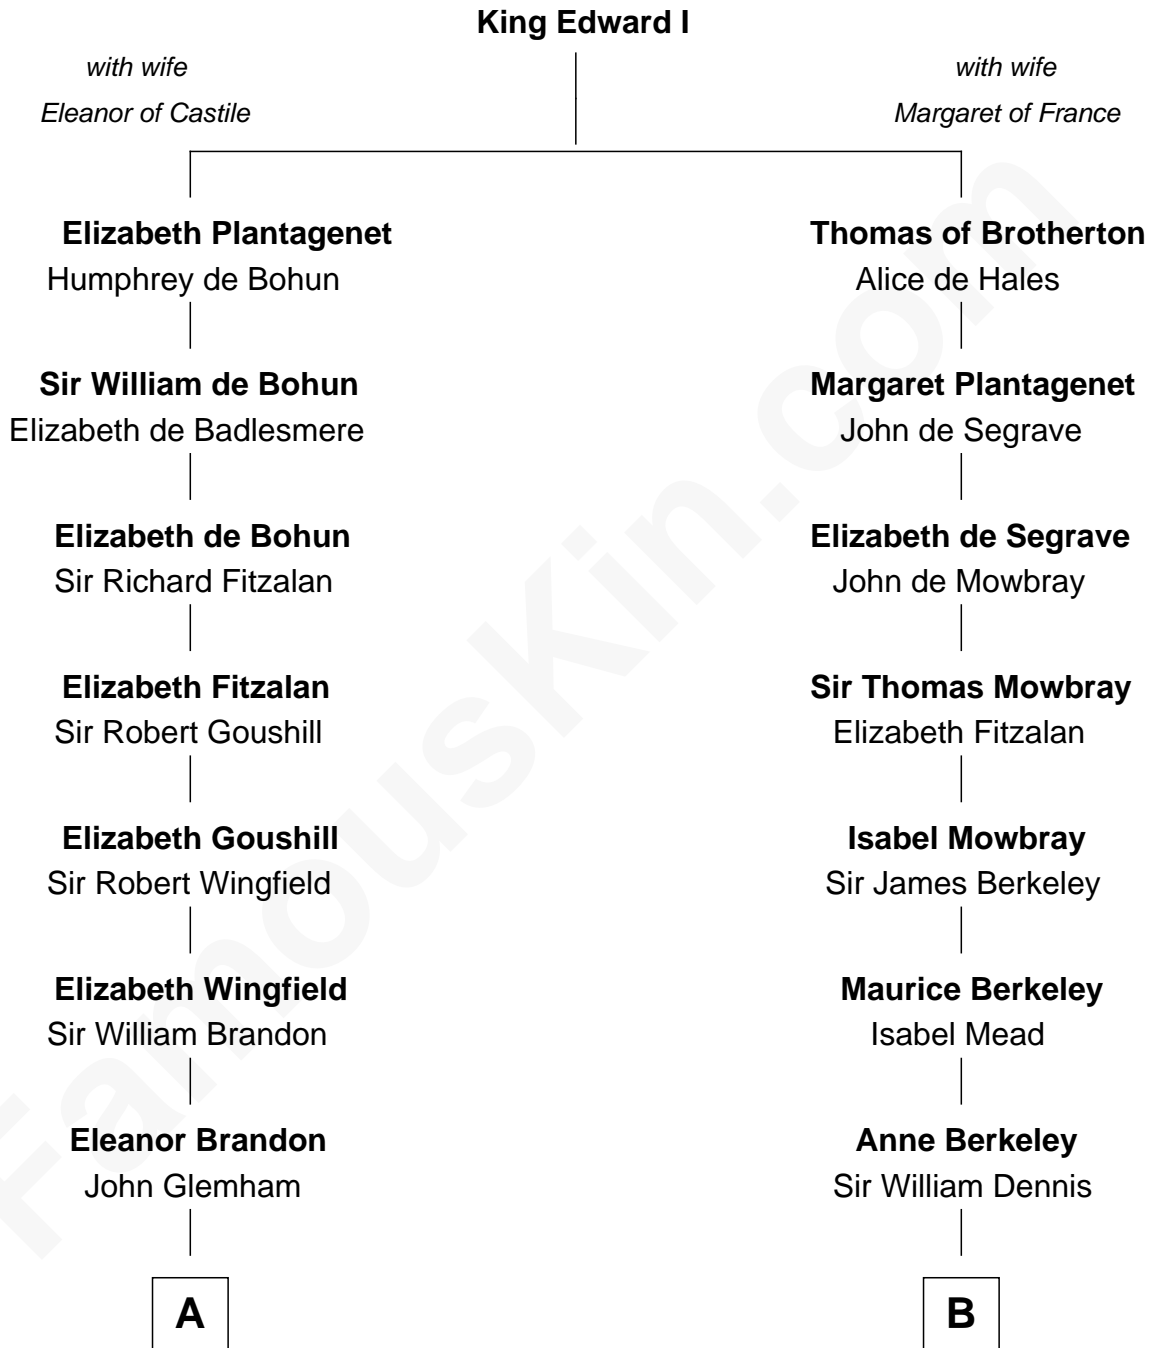 King Edward I
with wife
Eleanor of Castile
with wife
Margaret of France
Elizabeth Plantagenet
Humphrey de Bohun
Thomas of Brotherton
Alice de Hales
Sir William de Bohun
Elizabeth de Badlesmere
Margaret Plantagenet
John de Segrave
Elizabeth de Bohun
Sir Richard Fitzalan
Elizabeth de Segrave
John de Mowbray
Elizabeth Fitzalan
Sir Robert Goushill
Sir Thomas Mowbray
Elizabeth Fitzalan
Elizabeth Goushill
Sir Robert Wingfield
Isabel Mowbray
Sir James Berkeley
Elizabeth Wingfield
Sir William Brandon
Maurice Berkeley
Isabel Mead
Eleanor Brandon
John Glemham
Anne Berkeley
Sir William Dennis
A
B
FamousKin.com